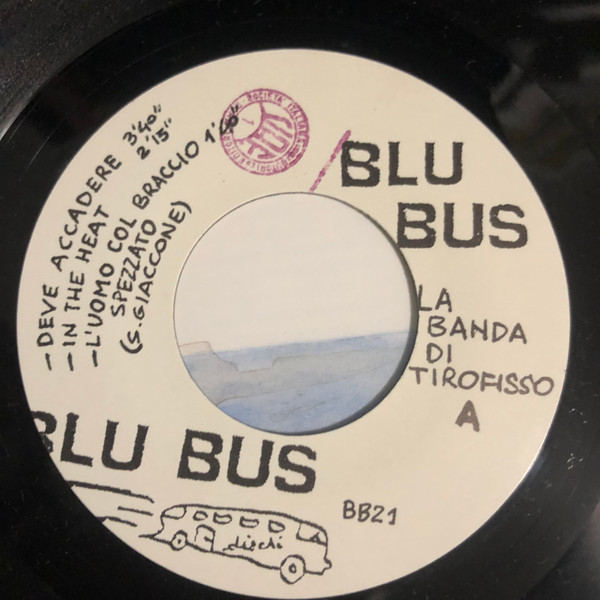 -DEVE ACCADERE 3'40"
-IN THE HEAT 2'15"
-L'UOMO COL BRACCIO 1'40"
SPEZZATO
(S. GIACCONE)
BLU
BUS
LA
BANDA
DI
TIROFISSO
A
BLU BUS
BB21
dischi